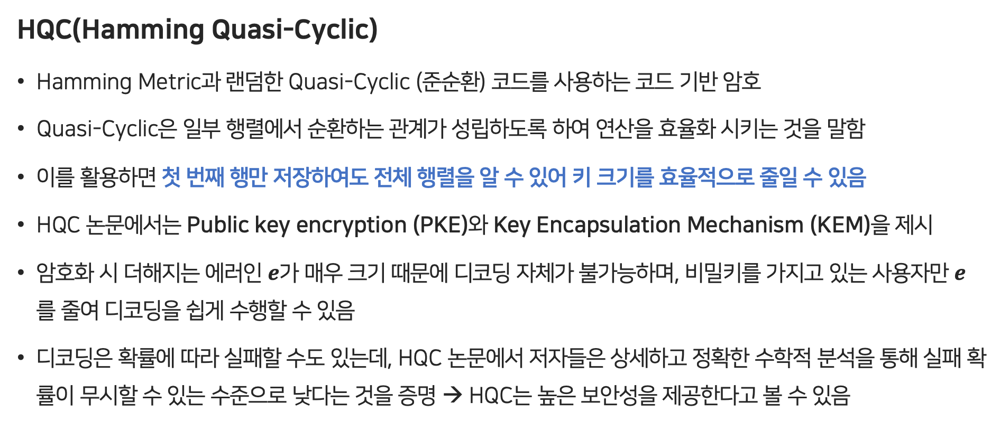 HQC(Hamming Quasi-Cyclic)
• Hamming Metric과 랜덤한 Quasi-Cyclic (준순환) 코드를 사용하는 코드 기반 암호
• Quasi-Cyclic은 일부 행렬에서 순환하는 관계가 성립하도록 하여 연산을 효율화 시키는 것을 말함
• 이를 활용하면 첫 번째 행만 저장하여도 전체 행렬을 알 수 있어 키 크기를 효율적으로 줄일 수 있음
• HQC 논문에서는 Public key encryption (PKE)와 Key Encapsulation Mechanism (KEM)을 제시
• 암호화 시 더해지는 에러인 e가 매우 크기 때문에 디코딩 자체가 불가능하며, 비밀키를 가지고 있는 사용자만 e
를 줄여 디코딩을 쉽게 수행할 수 있음
• 디코딩은 확률에 따라 실패할 수도 있는데, HQC 논문에서 저자들은 상세하고 정확한 수학적 분석을 통해 실패 확
률이 무시할 수 있는 수준으로 낮다는 것을 증명 → HQC는 높은 보안성을 제공한다고 볼 수 있음